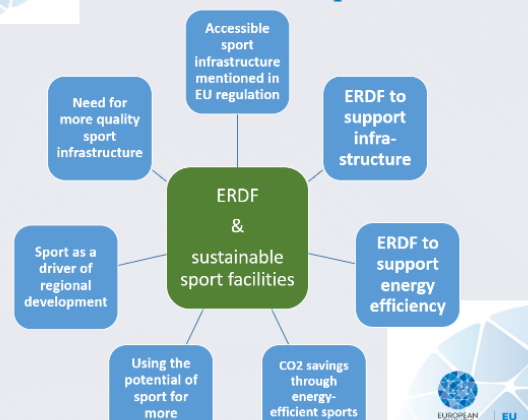 Accessible
sport
infrastructure
mentioned in
EU regulation
ERDF to
support
infra-
structure
ERDF to
support
energy
efficiency
CO2 savings
through
energy-
efficient sports
Using the
potential of
sport for
more
Sport as a
driver of
regional
development
Need for
more quality
sport
infrastructure
ERDF
&
sustainable
sport facilities
EUROPEAN
EU